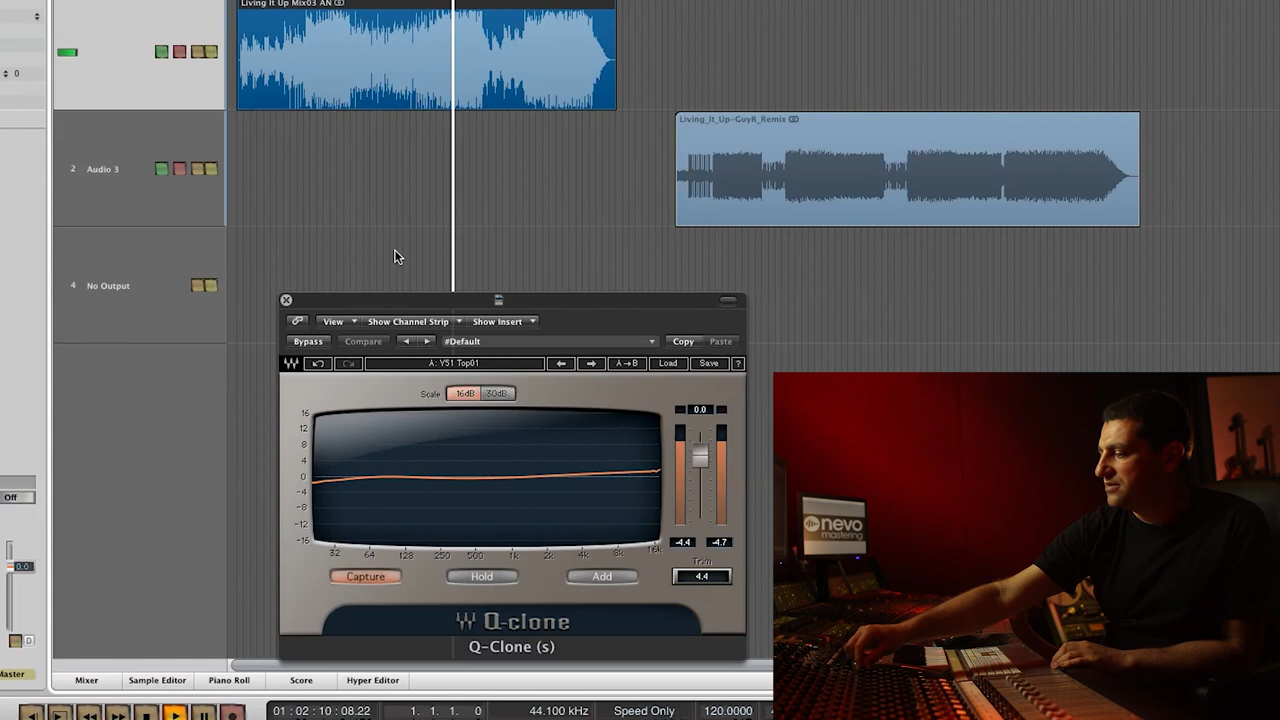 Living It Up Mix03 AN
0
Living_It_Up-GuyR_Remix
2 Audio 3
4 No Output
View Show Channel Strip Show Insert
Bypass Compare #Default Copy Paste
A: V51 Top01 A→B Load Save ?
Scale 16dB 30dB
0.0
16
12
8
4
0
-4
-8
-12
-16
32 64 128 250 500 1k 2k 4k 8k 16k
-4.4 -4.7
Trim
Capture Hold Add 4.4
Q-clone
Q-Clone (s)
Off
0.0
D
Master
nevo
mastering
Mixer Sample Editor Piano Roll Score Hyper Editor
01:02:10:08.22 1. 1. 1. 0 44.100 kHz Speed Only 120.0000